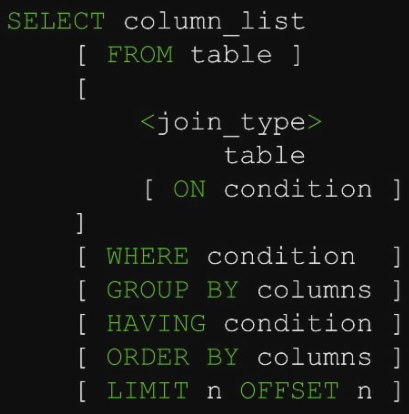 SELECT column_list
[ FROM table ]
[
<join_type>
table
[ ON condition ]
]
[ WHERE condition ]
[ GROUP BY columns ]
[ HAVING condition ]
[ ORDER BY columns ]
[ LIMIT n OFFSET n ]